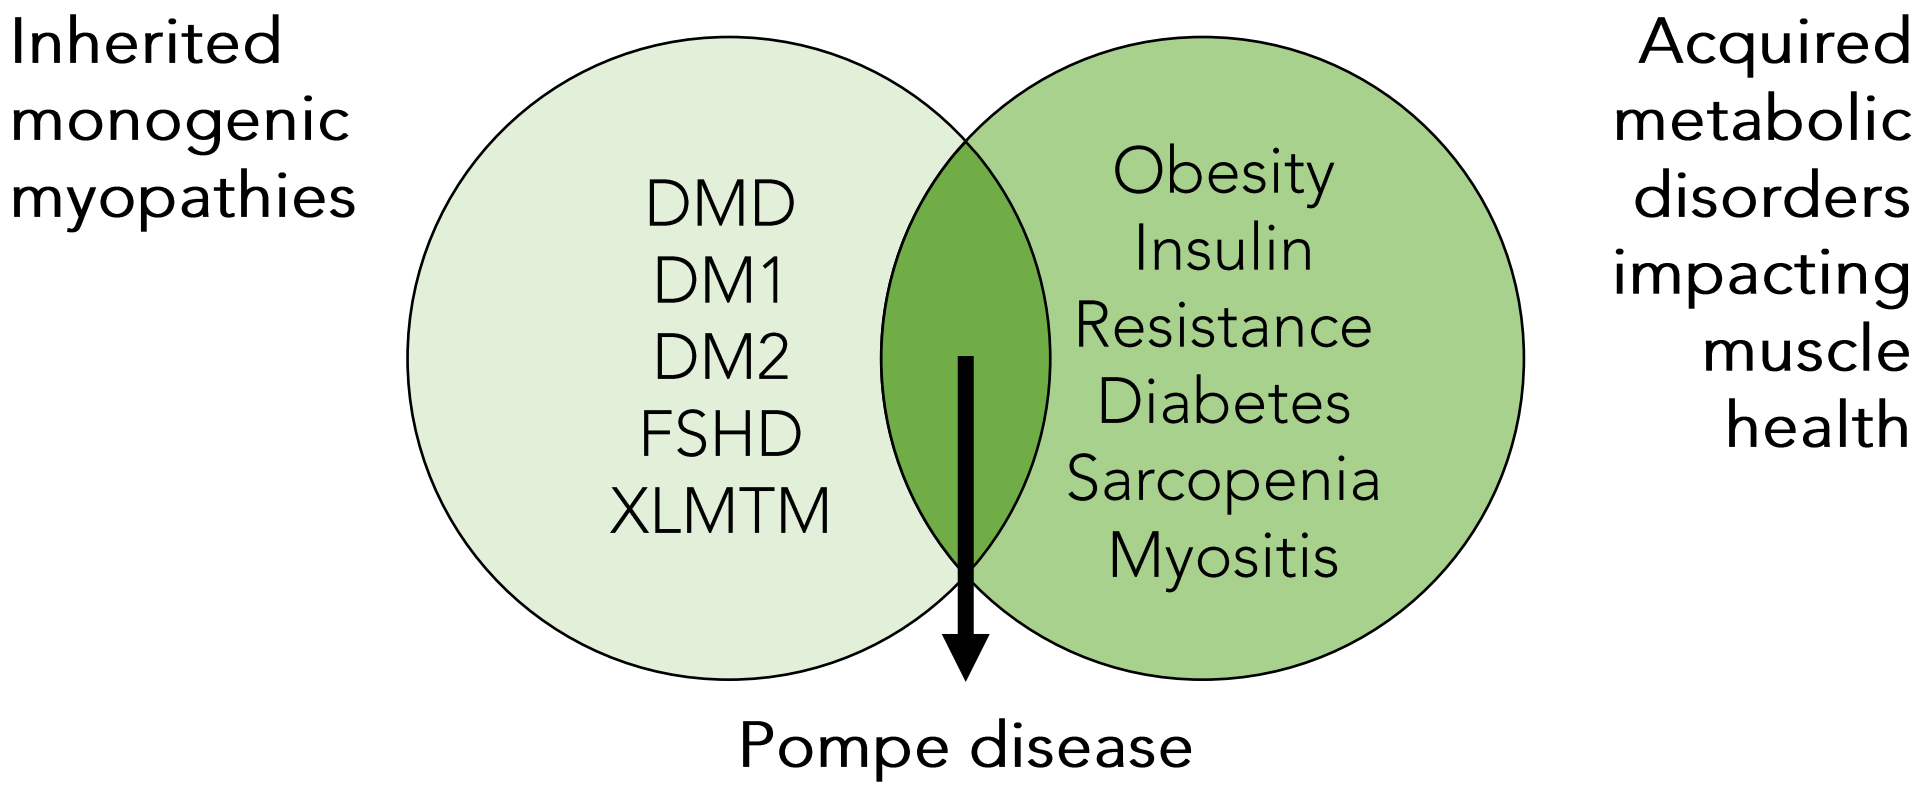 Inherited
monogenic
myopathies
DMD
DM1
DM2
FSHD
XLMTM
Obesity
Insulin
Resistance
Diabetes
Sarcopenia
Myositis
Acquired
metabolic
disorders
impacting
muscle
health
Pompe disease